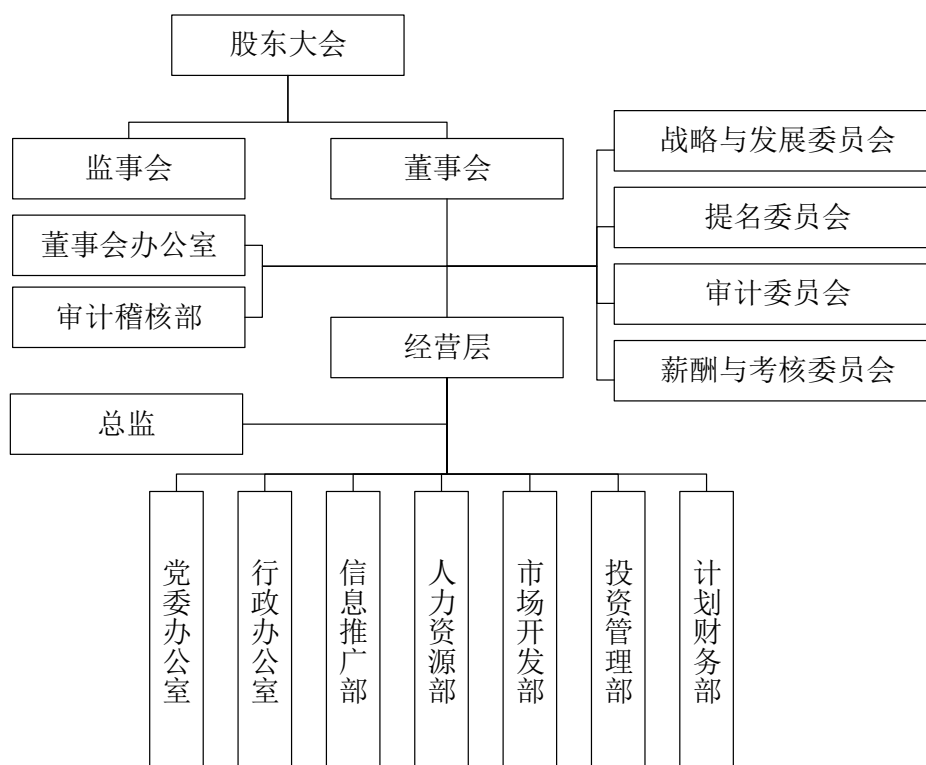 股东大会
监事会
董事会
战略与发展委员会
提名委员会
董事会办公室
审计委员会
审计稽核部
经营层
薪酬与考核委员会
总监
党委办公室
行政办公室
信息推广部
人力资源部
市场开发部
投资管理部
计划财务部